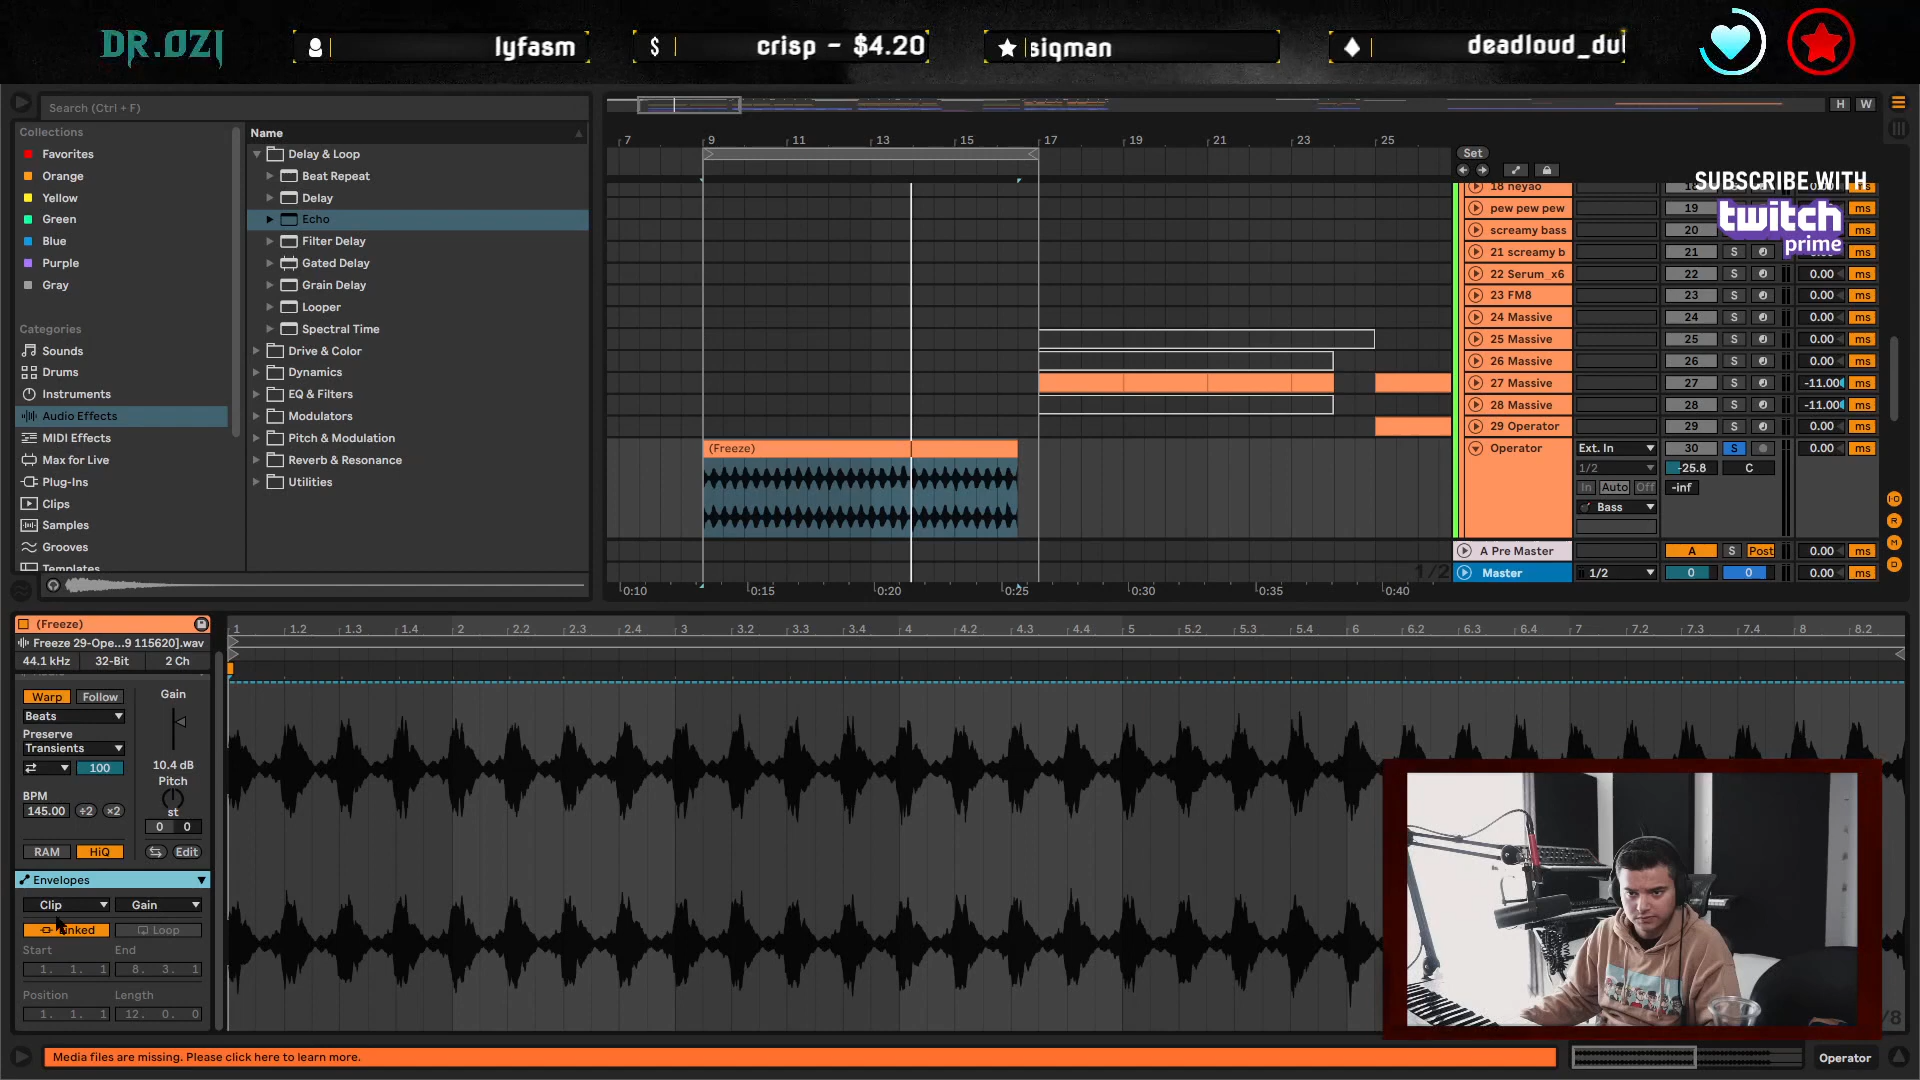 DR.OZI
lyfasm
$
crisp - $4.20
siqman
deadloud_dul
Search (Ctrl + F)
Collections
Favorites
Orange
Yellow
Green
Blue
Purple
Gray
Categories
Sounds
Drums
Instruments
Audio Effects
MIDI Effects
Max for Live
Plug-Ins
Clips
Samples
Grooves
Templates
Name
Delay & Loop
Beat Repeat
Delay
Echo
Filter Delay
Gated Delay
Grain Delay
Looper
Spectral Time
Drive & Color
Dynamics
EQ & Filters
Modulators
Pitch & Modulation
Reverb & Resonance
Utilities
H W
7 9 11 13 15 17 19 21 23 25
Set
SUBSCRIBE WITH
twitch
prime
18 neyao
pew pew pew 19 ms
screamy bass 20 ms
21 screamy b 21 S ms
22 Serum_x6 22 S 0.00 ms
23 FM8 23 S 0.00 ms
24 Massive 24 S 0.00 ms
25 Massive 25 S 0.00 ms
26 Massive 26 S 0.00 ms
27 Massive 27 S -11.00 ms
28 Massive 28 S -11.00 ms
29 Operator 29 S 0.00 ms
(Freeze)
Operator Ext. In 30 S 0.00 ms
1/2 -25.8 C
In Auto Off -inf
Bass
A Pre Master A S Post 0.00 ms
1/2
Master 1/2 0 0 0.00 ms
0:10 0:15 0:20 0:25 0:30 0:35 0:40
I·O
R
M
D
(Freeze)
Freeze 29-Ope...9 115620].wav
44.1 kHz 32-Bit 2 Ch
Warp Follow
Gain
Beats
Preserve
Transients
100
10.4 dB
Pitch
st
BPM
145.00 ÷2 ×2
0 0
RAM HiQ Edit
Envelopes
Clip Gain
nked Loop
Start End
1. 1. 1 8. 3. 1
Position Length
1. 1. 1 12. 0. 0
1 1.2 1.3 1.4 2 2.2 2.3 2.4 3 3.2 3.3 3.4 4 4.2 4.3 4.4 5 5.2 5.3 5.4 6 6.2 6.3 6.4 7 7.2 7.3 7.4 8 8.2
/8
Media files are missing. Please click here to learn more.
Operator